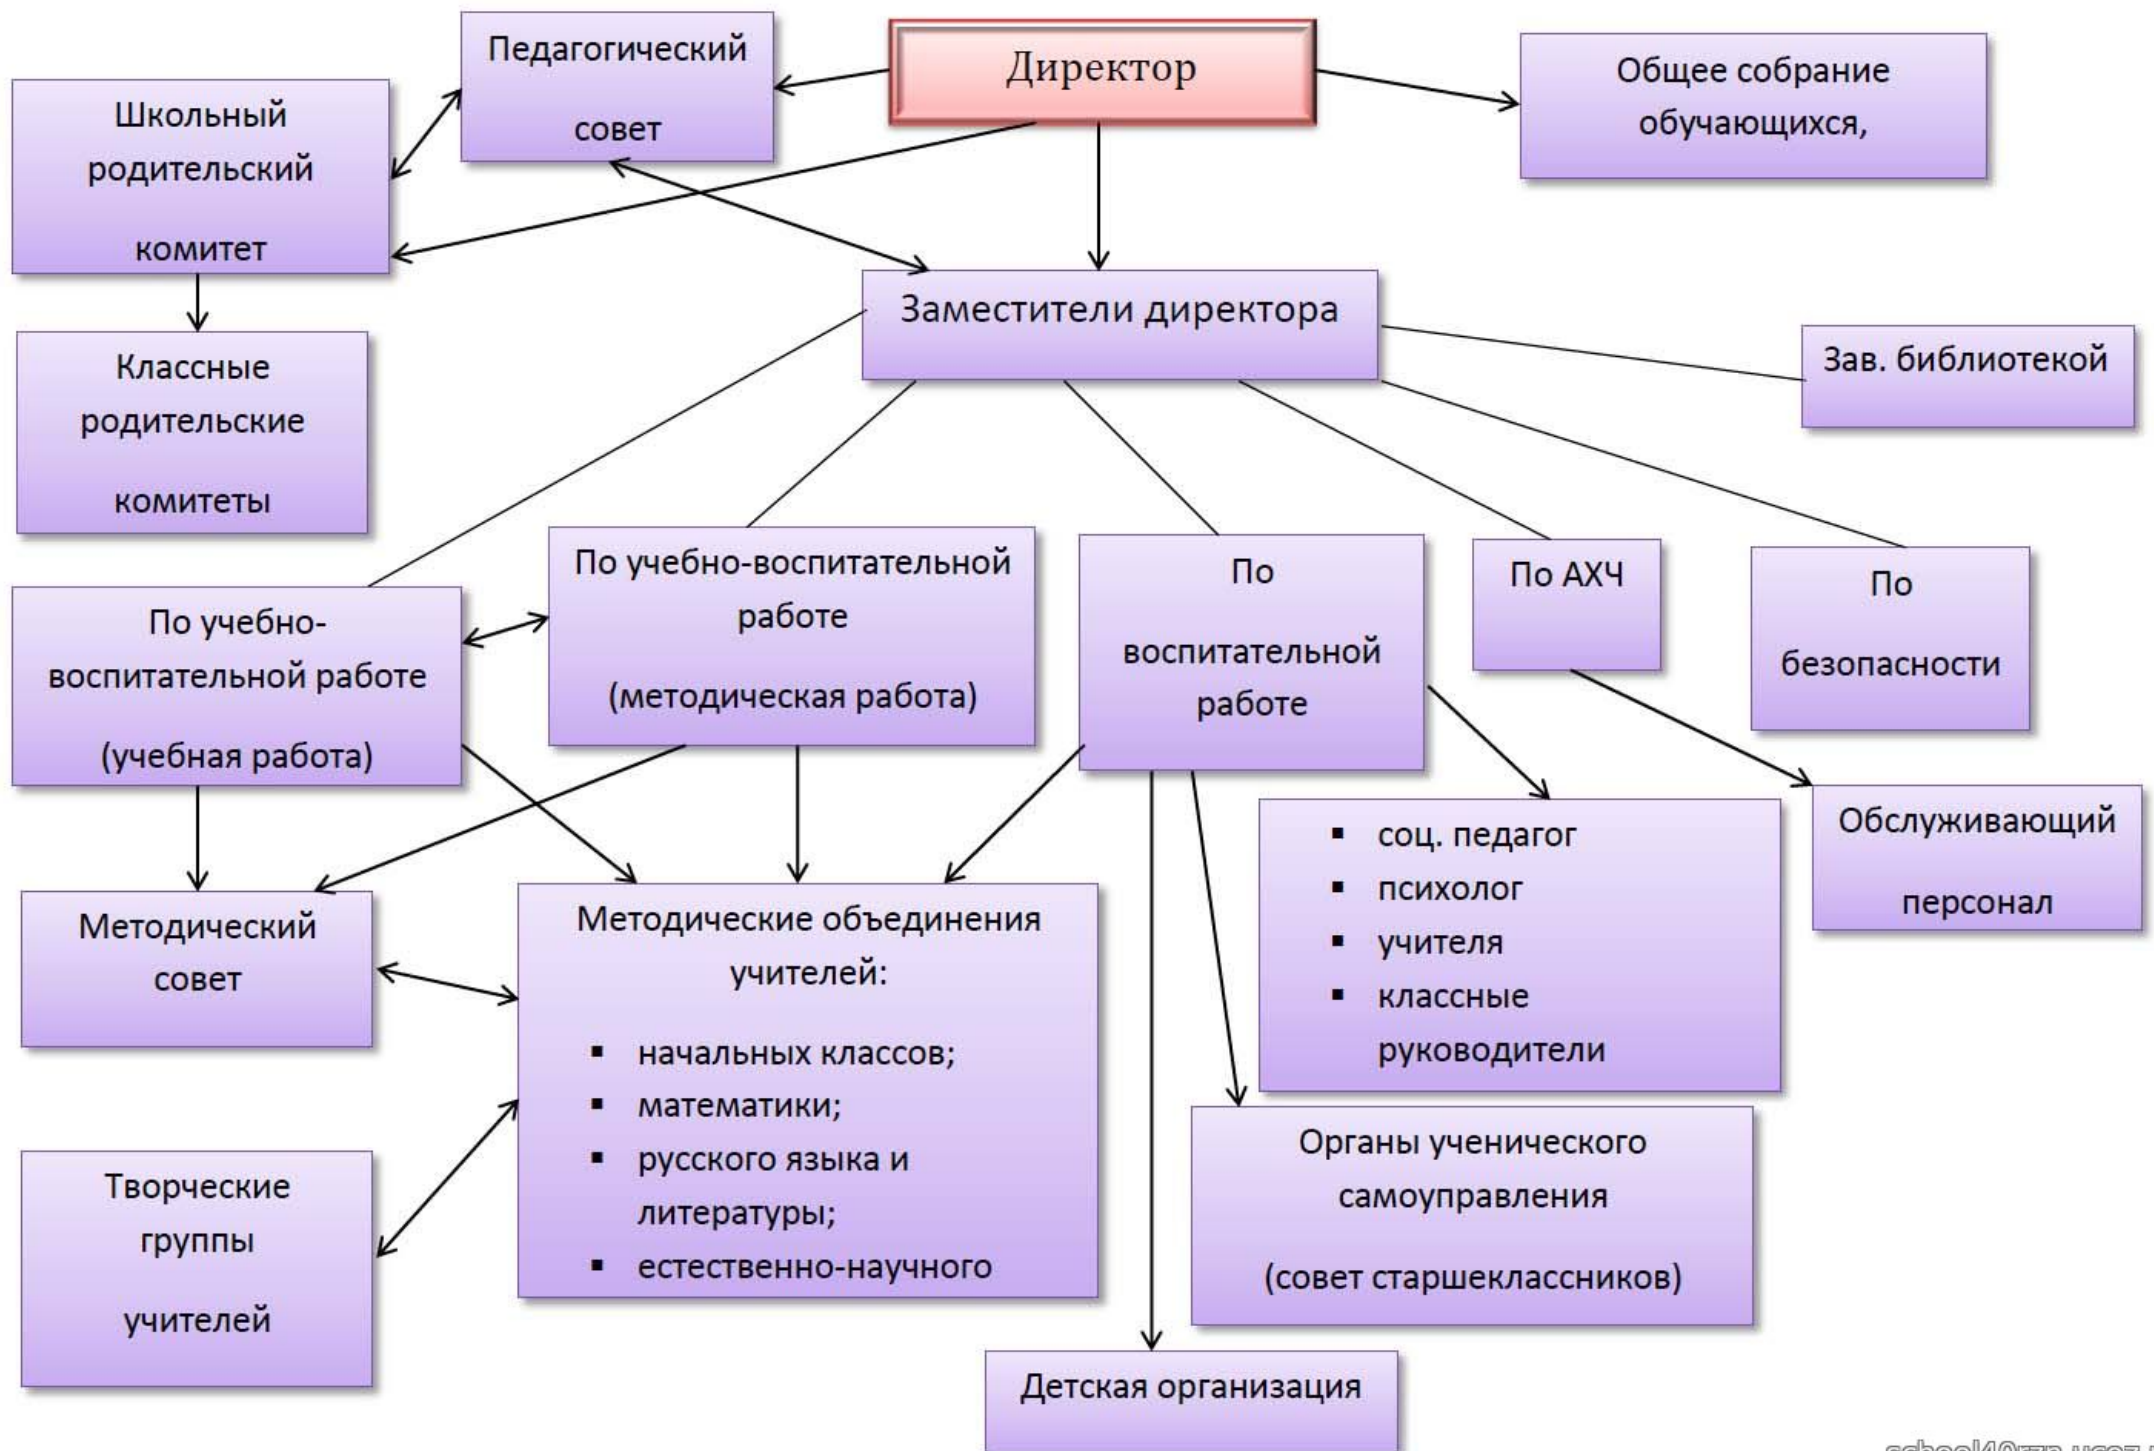 Педагогический
совет
Директор
Общее собрание
обучающихся,
Школьный
родительский
комитет
Заместители директора
Зав. библиотекой
Классные
родительские
комитеты
По учебно-
воспитательной работе
(учебная работа)
По учебно-воспитательной
работе
(методическая работа)
По
воспитательной
работе
По АХЧ
По
безопасности
Методический
совет
Методические объединения
учителей:
▪ начальных классов;
▪ математики;
▪ русского языка и
литературы;
▪ естественно-научного
▪ соц. педагог
▪ психолог
▪ учителя
▪ классные
руководители
Обслуживающий
персонал
Творческие
группы
учителей
Органы ученического
самоуправления
(совет старшеклассников)
Детская организация